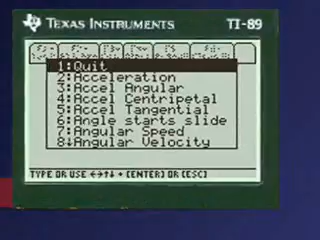 TEXAS INSTRUMENTS TI-89
1:Quit
2:Acceleration
3:Accel Angular
4:Accel Centripetal
5:Accel Tangential
6:Angle starts slide
7:Angular Speed
8↓Angular Velocity
TYPE OR USE ←→↑↓ + [ENTER] OR [ESC]